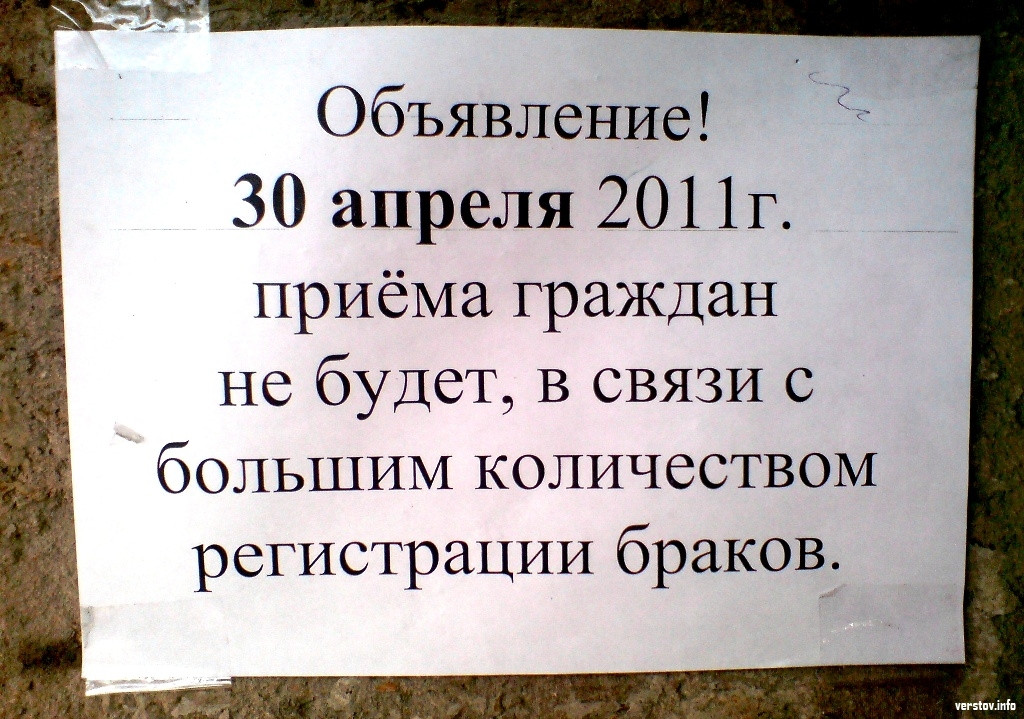 Объявление!
30 апреля 2011г.
приёма граждан
не будет, в связи с
большим количеством
регистрации браков.
verstov.info